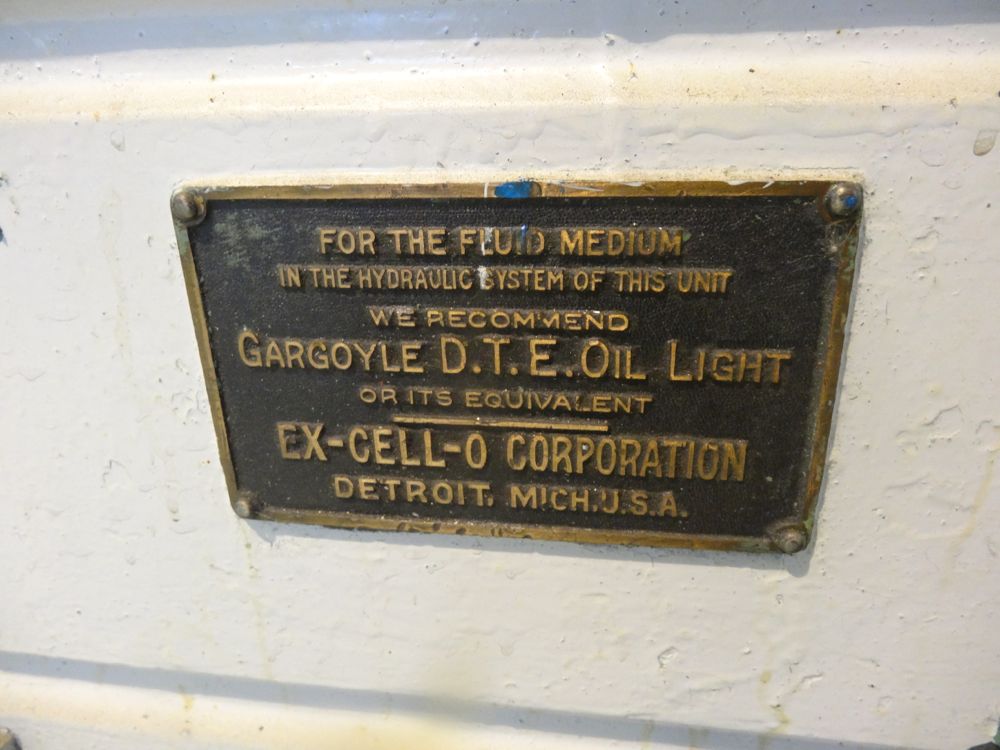 FOR THE FLUID MEDIUM
IN THE HYDRAULIC SYSTEM OF THIS UNIT
WE RECOMMEND
GARGOYLE D.T.E. OIL LIGHT
OR ITS EQUIVALENT
EX-CELL-O CORPORATION
DETROIT, MICH. U.S.A.